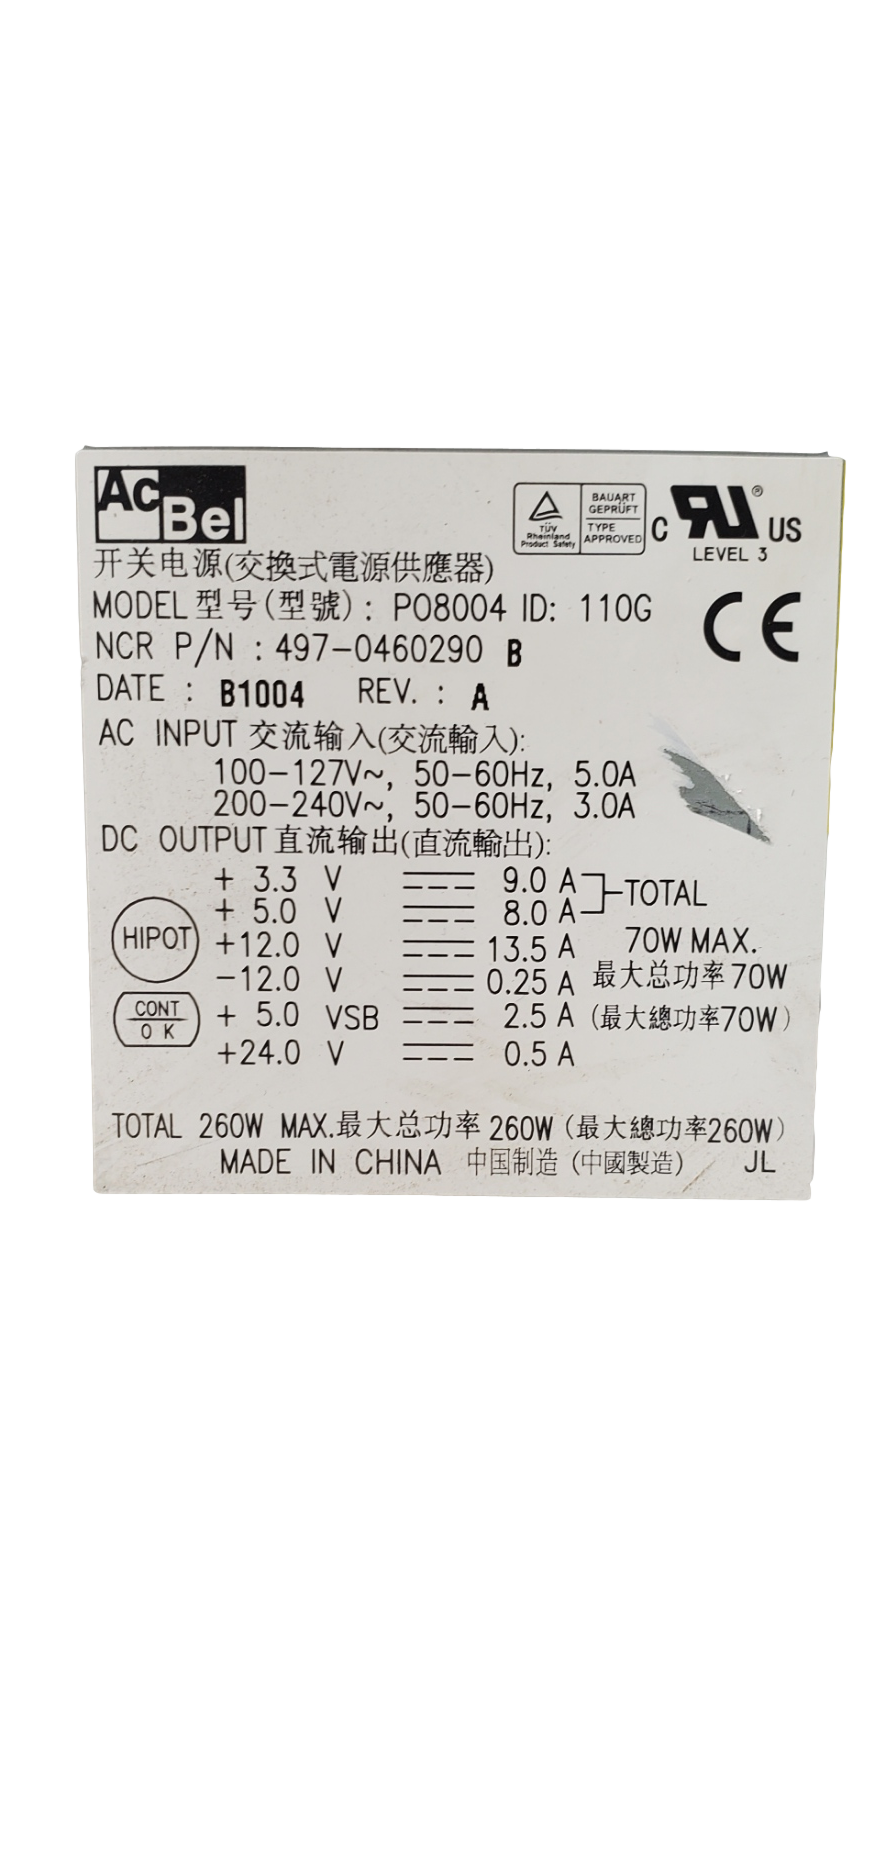 AcBel
TÜV Rheinland Product Safety
BAUART GEPRÜFT
TYPE APPROVED
C RU ® US
LEVEL 3
开关电源(交換式電源供應器)
MODEL 型号(型號): PO8004 ID: 110G
CE
NCR P/N : 497-0460290 B
DATE : B1004 REV. : A
AC INPUT 交流输入(交流輸入):
100-127V~, 50-60Hz, 5.0A
200-240V~, 50-60Hz, 3.0A
DC OUTPUT 直流输出(直流輸出):
+ 3.3 V 9.0 A
+ 5.0 V 8.0 A TOTAL
HIPOT +12.0 V 13.5 A 70W MAX.
-12.0 V 0.25 A 最大总功率 70W
CONT OK + 5.0 VSB 2.5 A (最大總功率70W)
+24.0 V 0.5 A
TOTAL 260W MAX.最大总功率 260W (最大總功率260W)
MADE IN CHINA 中国制造 (中國製造) JL